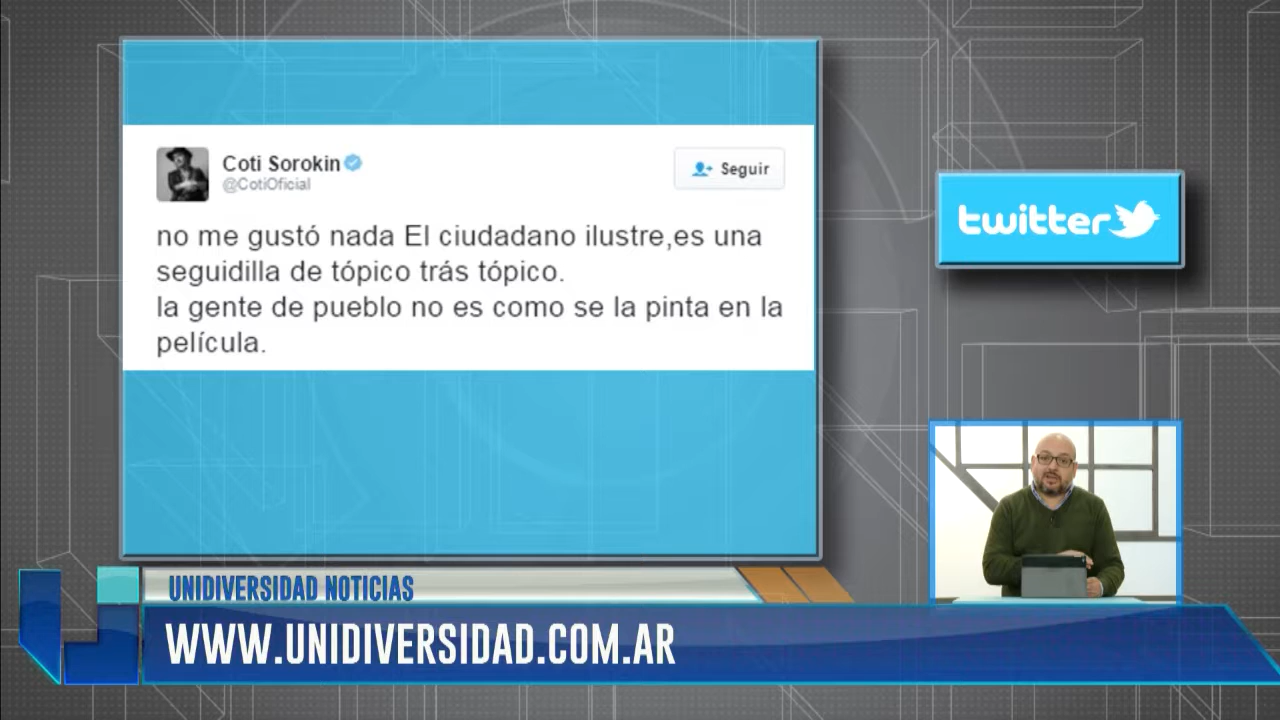 Coti Sorokin
@CotiOficial
Seguir
no me gustó nada El ciudadano ilustre,es una
seguidilla de tópico trás tópico.
la gente de pueblo no es como se la pinta en la
película.
twitter
UNIDIVERSIDAD NOTICIAS
WWW.UNIDIVERSIDAD.COM.AR